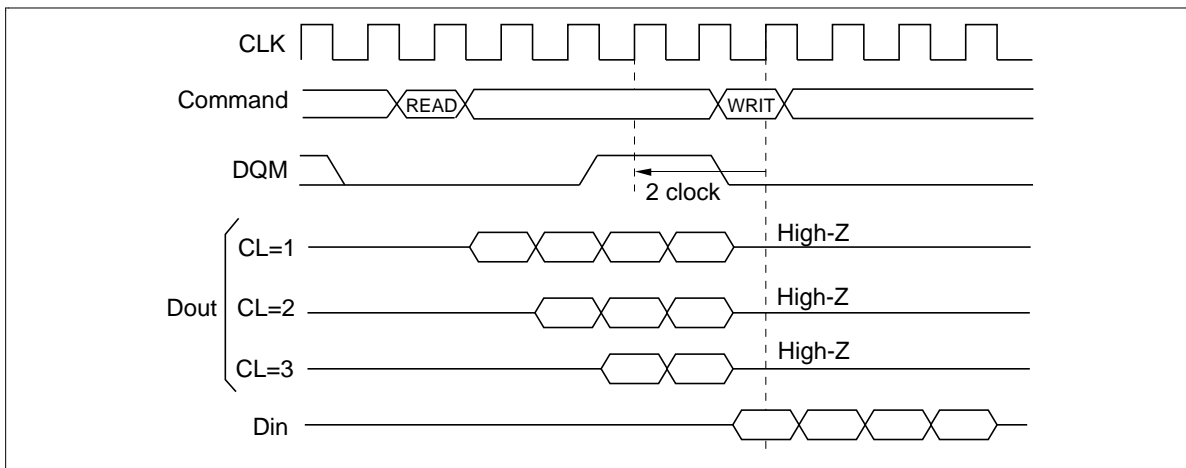 CLK
Command READ WRIT
DQM
2 clock
CL=1 High-Z
Dout CL=2 High-Z
CL=3 High-Z
Din